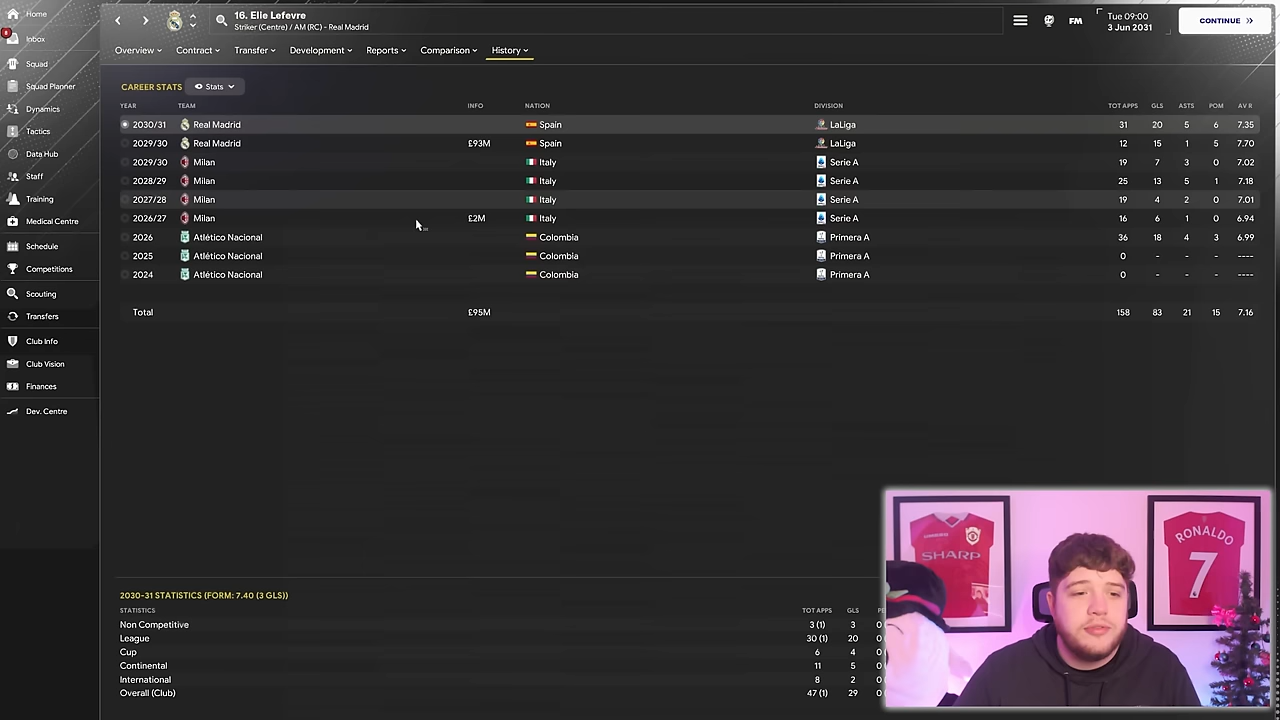 Home
16. Elle Lefevre
Striker (Centre) / AM (RC) - Real Madrid
FM
Tue 09:00
3 Jun 2031
CONTINUE
Inbox
Squad
Squad Planner
Dynamics
Tactics
Data Hub
Staff
Training
Medical Centre
Schedule
Competitions
Scouting
Transfers
Club Info
Club Vision
Finances
Dev. Centre
Overview Contract Transfer Development Reports Comparison History
CAREER STATS Stats
YEAR TEAM INFO NATION DIVISION TOT APPS GLS ASTS POM AV R
2030/31 Real Madrid Spain LaLiga 31 20 5 6 7.35
2029/30 Real Madrid £93M Spain LaLiga 12 15 1 5 7.70
2029/30 Milan Italy Serie A 19 7 3 0 7.02
2028/29 Milan Italy Serie A 25 13 5 1 7.18
2027/28 Milan Italy Serie A 19 4 2 0 7.01
2026/27 Milan £2M Italy Serie A 16 6 1 0 6.94
2026 Atlético Nacional Colombia Primera A 36 18 4 3 6.99
2025 Atlético Nacional Colombia Primera A 0 - - - ----
2024 Atlético Nacional Colombia Primera A 0 - - - ----
Total £95M 158 83 21 15 7.16
2030-31 STATISTICS (FORM: 7.40 (3 GLS))
STATISTICS TOT APPS GLS
Non Competitive 3 (1) 3 0
League 30 (1) 20 0
Cup 6 4 0
Continental 11 5 0
International 8 2 0
Overall (Club) 47 (1) 29 0
SHARP
RONALDO
7